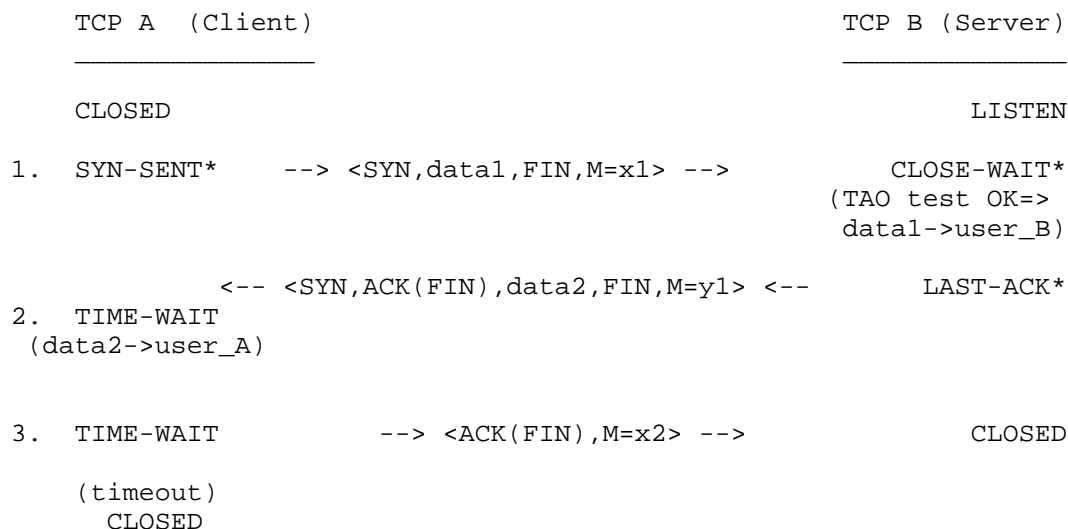 TCP A  (Client)                                 TCP B (Server)
_______________                                 ______________
CLOSED                                                  LISTEN
1.  SYN-SENT*    --> <SYN,data1,FIN,M=x1> -->        CLOSE-WAIT*
(TAO test OK=>
data1->user_B)
<-- <SYN,ACK(FIN),data2,FIN,M=y1> <--       LAST-ACK*
2.  TIME-WAIT
(data2->user_A)
3.  TIME-WAIT          --> <ACK(FIN),M=x2> -->            CLOSED
(timeout)
CLOSED